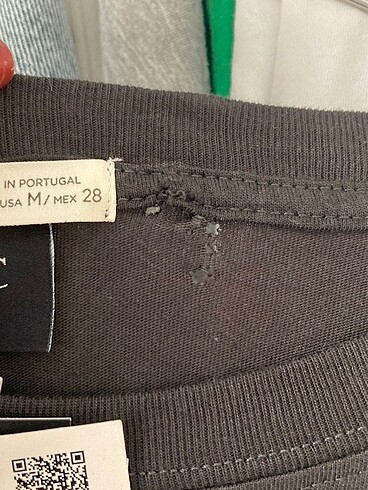 IN PORTUGAL
USA M/ MEX 28